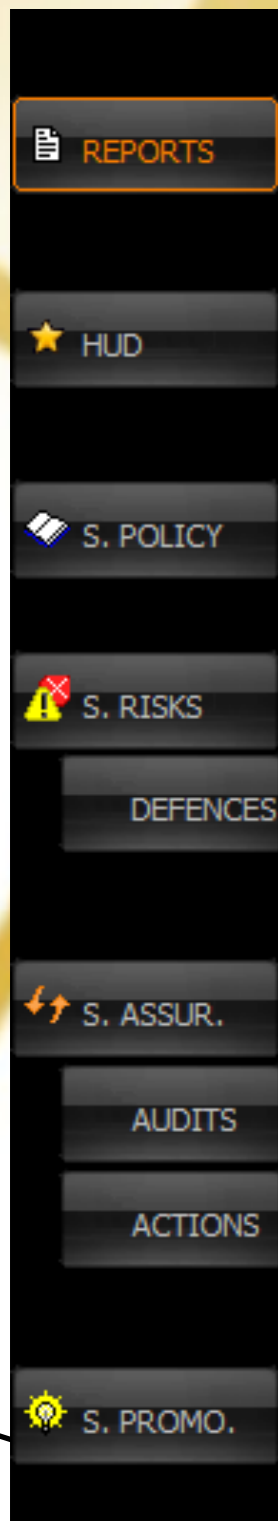 REPORTS
HUD
S. POLICY
S. RISKS
DEFENCES
S. ASSUR.
AUDITS
ACTIONS
S. PROMO.